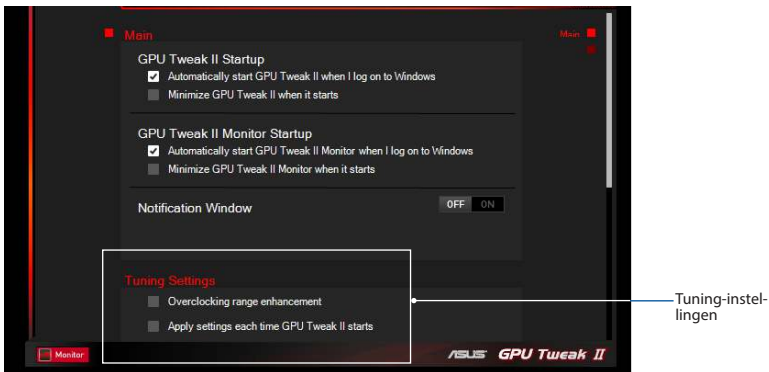 Main
Main
GPU Tweak II Startup
Automatically start GPU Tweak II when I log on to Windows
Minimize GPU Tweak II when it starts
GPU Tweak II Monitor Startup
Automatically start GPU Tweak II Monitor when I log on to Windows
Minimize GPU Tweak II Monitor when it starts
Notification Window
OFF ON
Tuning Settings
Overclocking range enhancement
Apply settings each time GPU Tweak II starts
Tuning-instel-
lingen
Monitor
ASUS GPU Tweak II